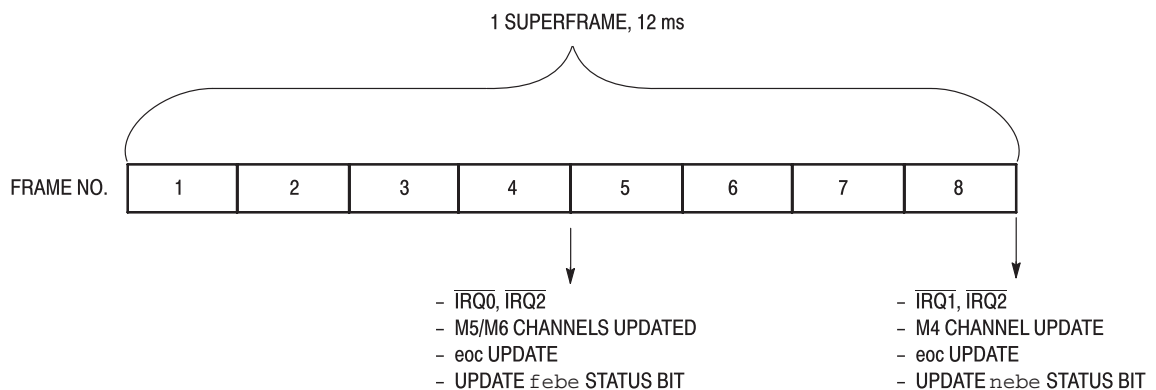 1 SUPERFRAME, 12 ms
FRAME NO. 1 2 3 4 5 6 7 8
– IRQ0, IRQ2
– M5/M6 CHANNELS UPDATED
– eoc UPDATE
– UPDATE febe STATUS BIT
– IRQ1, IRQ2
– M4 CHANNEL UPDATE
– eoc UPDATE
– UPDATE nebe STATUS BIT